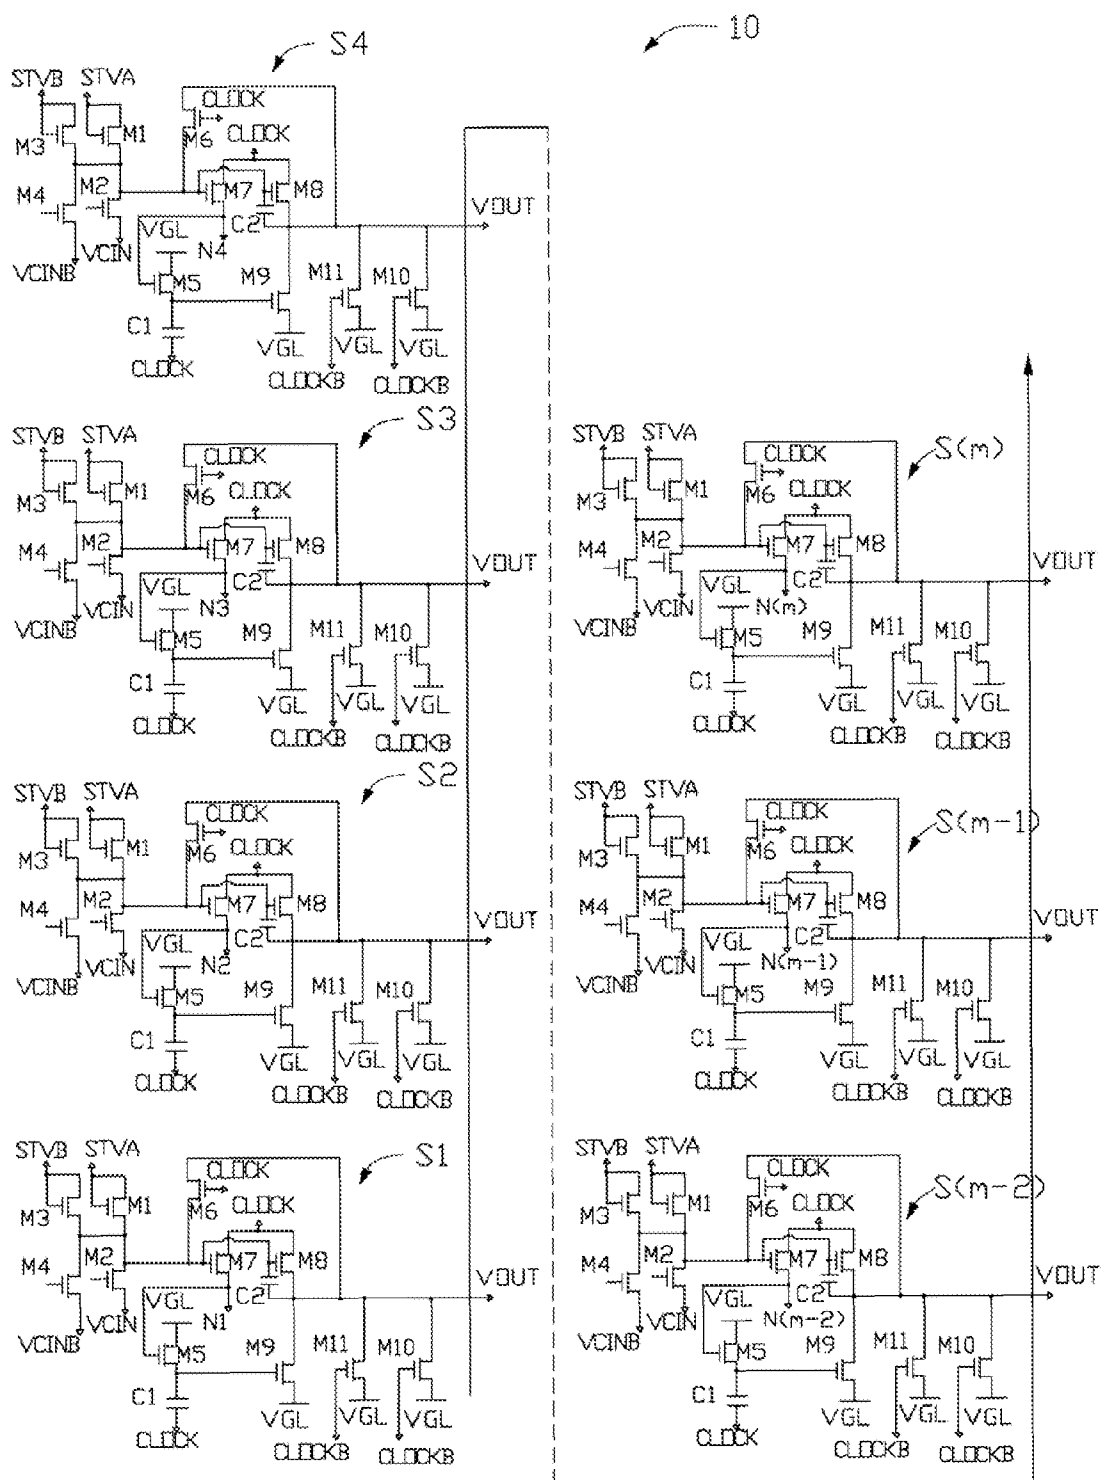 10
S4
STVB STVA
CLOCK
M3 M1 M6 CLOCK
M4 M2 M7 M8 VOUT
VGL C2
VCINB VCIN N4
M5 M9 M11 M10
C1
VGL VGL VGL
CLOCK CLOCKB CLOCKB
S3
STVB STVA
CLOCK
M3 M1 M6 CLOCK
M4 M2 M7 M8 VOUT
VGL C2
VCINB VCIN N3
M5 M9 M11 M10
C1
VGL VGL VGL
CLOCK CLOCKB CLOCKB
S2
STVB STVA
CLOCK
M3 M1 M6 CLOCK
M4 M2 M7 M8 VOUT
VGL C2
VCINB VCIN N2
M5 M9 M11 M10
C1
VGL VGL VGL
CLOCK CLOCKB CLOCKB
S1
STVB STVA
CLOCK
M3 M1 M6 CLOCK
M4 M2 M7 M8 VOUT
VGL C2
VCINB VCIN N1
M5 M9 M11 M10
C1
VGL VGL VGL
CLOCK CLOCKB CLOCKB
S(m)
STVB STVA
CLOCK
M3 M1 M6 CLOCK
M4 M2 M7 M8 VOUT
VGL C2
VCINB VCIN N(m)
M5 M9 M11 M10
C1
VGL VGL VGL
CLOCK CLOCKB CLOCKB
S(m-1)
STVB STVA
CLOCK
M3 M1 M6 CLOCK
M4 M2 M7 M8 VOUT
VGL C2
VCINB VCIN N(m-1)
M5 M9 M11 M10
C1
VGL VGL VGL
CLOCK CLOCKB CLOCKB
S(m-2)
STVB STVA
CLOCK
M3 M1 M6 CLOCK
M4 M2 M7 M8 VOUT
VGL C2
VCINB VCIN N(m-2)
M5 M9 M11 M10
C1
VGL VGL VGL
CLOCK CLOCKB CLOCKB